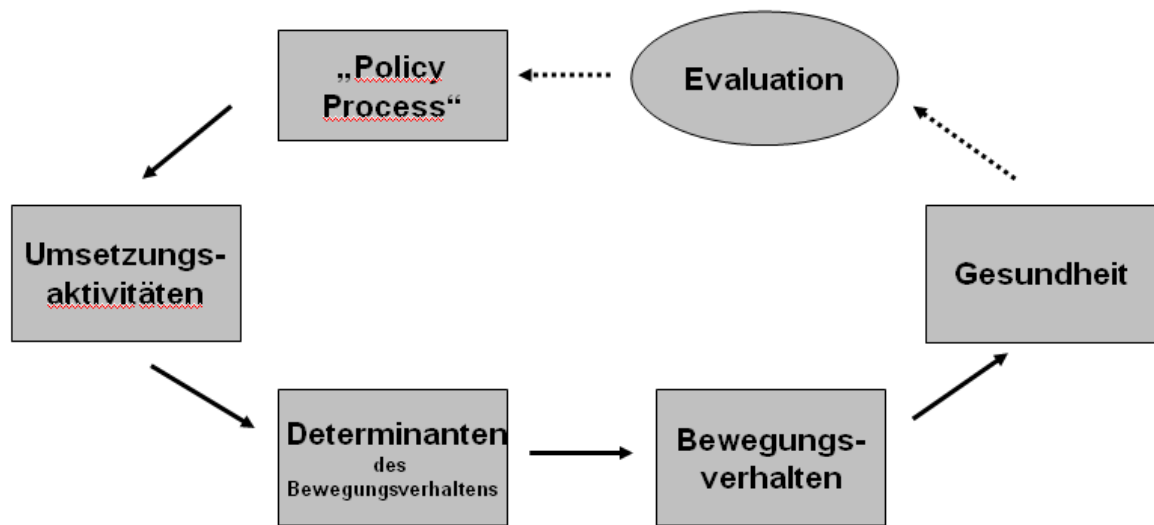 „Policy
Process“
Evaluation
Umsetzungs-
aktivitäten
Gesundheit
Determinanten
des
Bewegungsverhaltens
Bewegungs-
verhalten